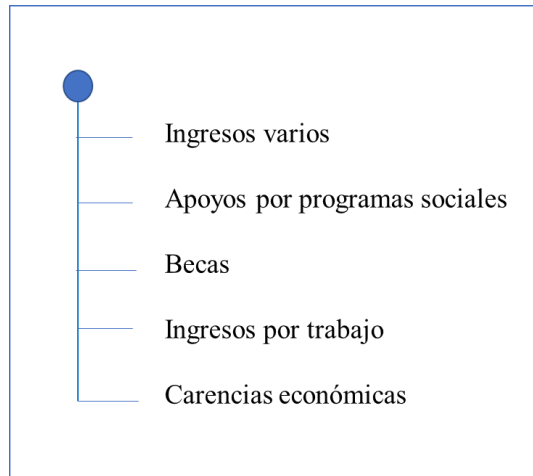 Ingresos varios
Apoyos por programas sociales
Becas
Ingresos por trabajo
Carencias económicas